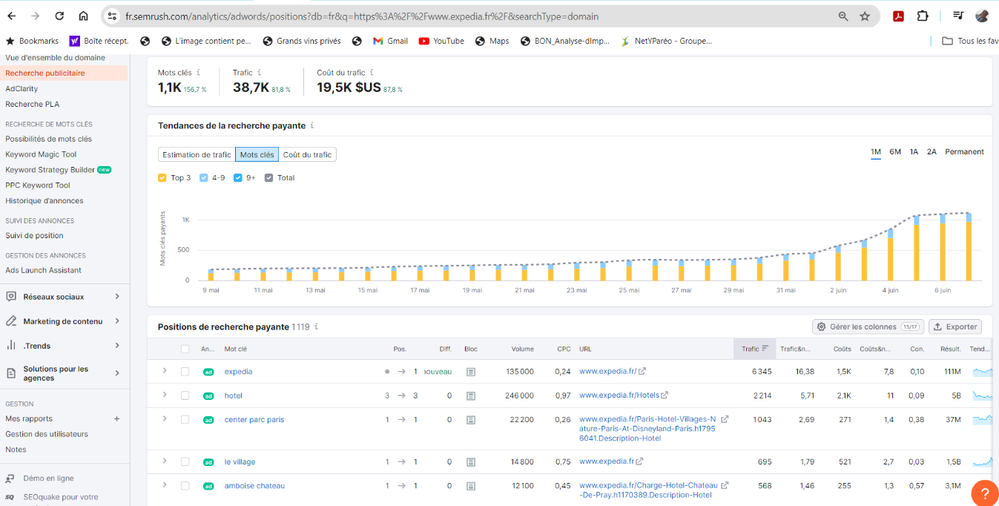 fr.semrush.com/analytics/adwords/positions?db=fr&q=https%3A%2F%2Fwww.expedia.fr%2F&searchType=domain
Bookmarks Boîte récept. L'image contient pe... Grands vins privés Gmail YouTube Maps BON_Analyse-dImp... NetYParéo - Groupe... Tous les fav
Vue d'ensemble du domaine
Recherche publicitaire
AdClarity
Recherche PLA
RECHERCHE DE MOTS CLÉS
Possibilités de mots clés
Keyword Magic Tool
Keyword Strategy Builder new
PPC Keyword Tool
Historique d'annonces
SUIVI DES ANNONCES
Suivi de position
GESTION DES ANNONCES
Ads Launch Assistant
Réseaux sociaux
Marketing de contenu
.Trends
Solutions pour les
agences
GESTION
Mes rapports +
Gestion des utilisateurs
Notes
Démo en ligne
SEOquake pour votre
Mots clés i Trafic i Coût du trafic i
1,1K 156,7 % 38,7K 81,8 % 19,5K $US 87,8 %
Tendances de la recherche payante i
Estimation de trafic Mots clés Coût du trafic 1M 6M 1A 2A Permanent
Top 3 4-9 9+ Total
Mots clés payants
1K
500
0
9 mai 11 mai 13 mai 15 mai 17 mai 19 mai 21 mai 23 mai 25 mai 27 mai 29 mai 31 mai 2 juin 4 juin 6 juin
Positions de recherche payante 1 119 i Gérer les colonnes 15/17 Exporter
An... Mot clé Pos. Diff. Bloc Volume CPC URL Trafic Trafic&n... Coûts Coûts&n... Con. Résult. Tend...
ad expedia 1 nouveau 135 000 0,24 www.expedia.fr/ 6 345 16,38 1,5K 7,8 0,10 111M
ad hotel 3 → 3 0 246 000 0,97 www.expedia.fr/Hotels 2 214 5,71 2,1K 11 0,09 5B
ad center parc paris 1 → 1 0 22 200 0,26 www.expedia.fr/Paris-Hotel-Villages-N 1 043 2,69 271 1,4 0,38 37M
ature-Paris-At-Disneyland-Paris.h1795
6041.Description-Hotel
ad le village 1 → 1 0 14 800 0,75 www.expedia.fr 695 1,79 521 2,7 0,03 1,5B
ad amboise chateau 1 → 1 0 12 100 0,45 www.expedia.fr/Charge-Hotel-Chateau 568 1,46 255 1,3 0,57 3,1M
-De-Pray.h1170389.Description-Hotel
?